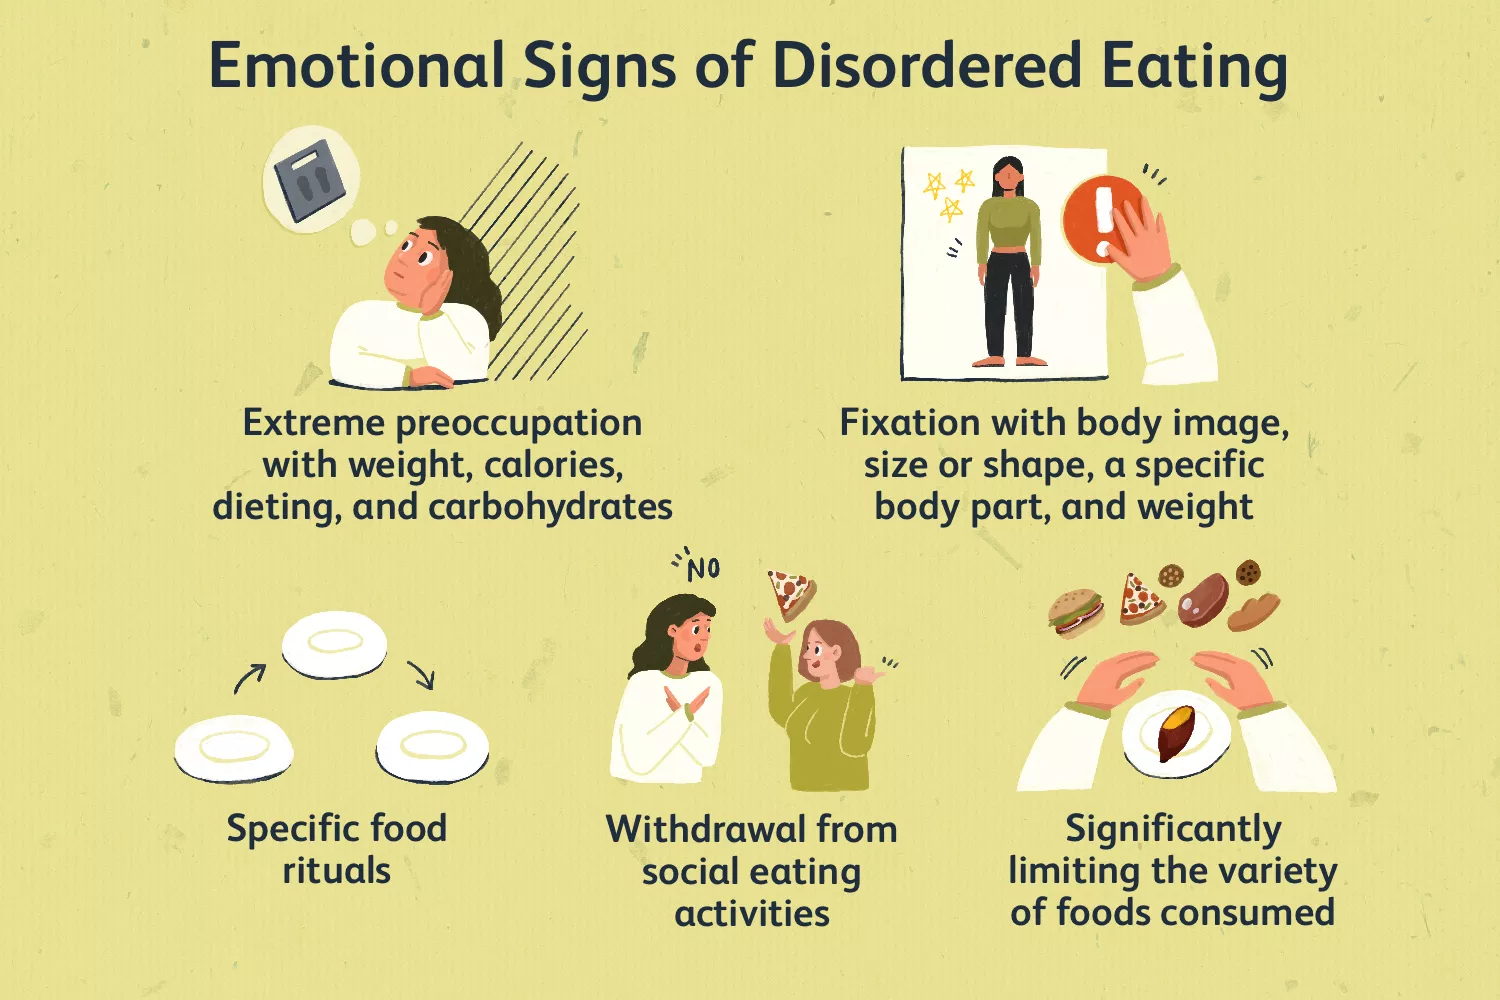 Emotional Signs of Disordered Eating
Extreme preoccupation
with weight, calories,
dieting, and carbohydrates
Fixation with body image,
size or shape, a specific
body part, and weight
NO
Specific food
rituals
Withdrawal from
social eating
activities
Significantly
limiting the variety
of foods consumed